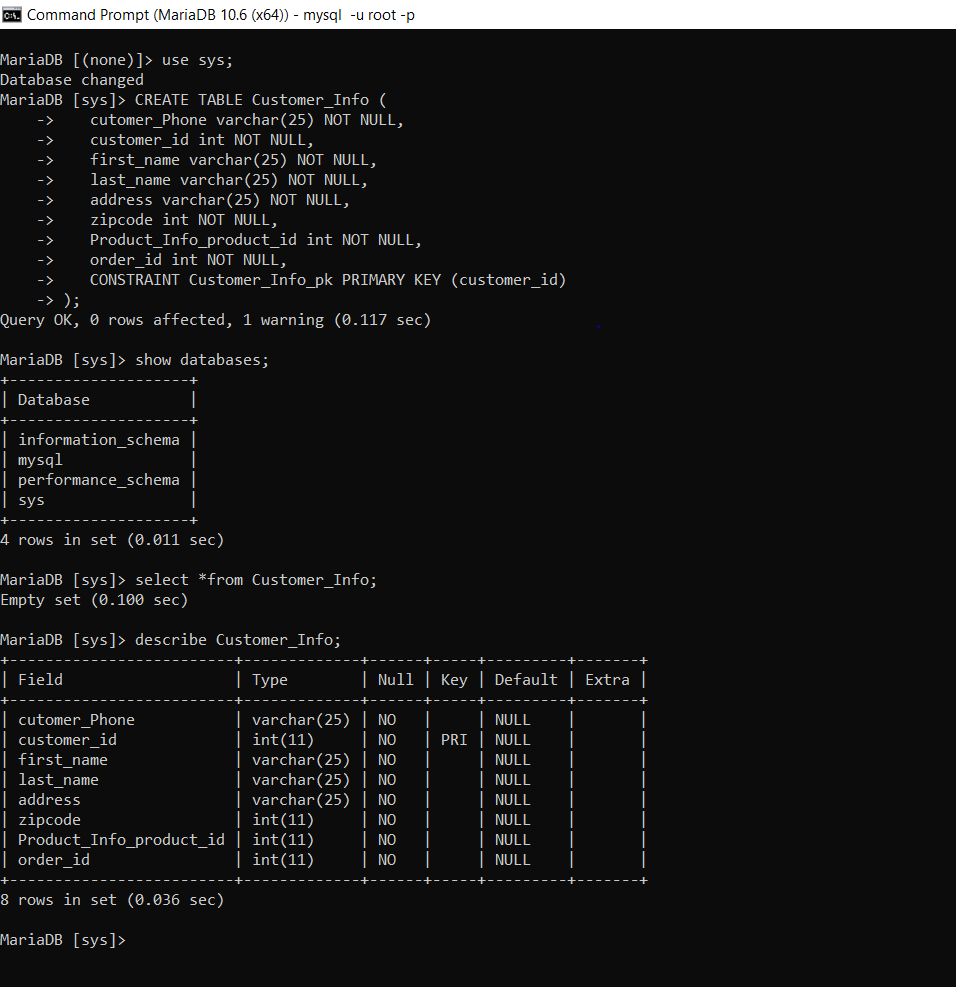 Command Prompt (MariaDB 10.6 (x64)) - mysql  -u root -p
MariaDB [(none)]> use sys;
Database changed
MariaDB [sys]> CREATE TABLE Customer_Info (
    ->    cutomer_Phone varchar(25) NOT NULL,
    ->    customer_id int NOT NULL,
    ->    first_name varchar(25) NOT NULL,
    ->    last_name varchar(25) NOT NULL,
    ->    address varchar(25) NOT NULL,
    ->    zipcode int NOT NULL,
    ->    Product_Info_product_id int NOT NULL,
    ->    order_id int NOT NULL,
    ->    CONSTRAINT Customer_Info_pk PRIMARY KEY (customer_id)
    -> );
Query OK, 0 rows affected, 1 warning (0.117 sec)
MariaDB [sys]> show databases;
+--------------------+
| Database           |
+--------------------+
| information_schema |
| mysql              |
| performance_schema |
| sys                |
+--------------------+
4 rows in set (0.011 sec)
MariaDB [sys]> select *from Customer_Info;
Empty set (0.100 sec)
MariaDB [sys]> describe Customer_Info;
+-------------------------+-------------+------+-----+---------+-------+
| Field                   | Type        | Null | Key | Default | Extra |
+-------------------------+-------------+------+-----+---------+-------+
| cutomer_Phone           | varchar(25) | NO   |     | NULL    |       |
| customer_id             | int(11)     | NO   | PRI | NULL    |       |
| first_name              | varchar(25) | NO   |     | NULL    |       |
| last_name               | varchar(25) | NO   |     | NULL    |       |
| address                 | varchar(25) | NO   |     | NULL    |       |
| zipcode                 | int(11)     | NO   |     | NULL    |       |
| Product_Info_product_id | int(11)     | NO   |     | NULL    |       |
| order_id                | int(11)     | NO   |     | NULL    |       |
+-------------------------+-------------+------+-----+---------+-------+
8 rows in set (0.036 sec)
MariaDB [sys]>